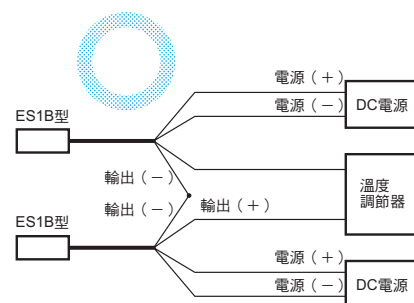 電源（＋）
電源（－）
DC電源
ES1B型
輸出（－）
溫度
調節器
輸出（－）
輸出（＋）
ES1B型
電源（＋）
電源（－）
DC電源